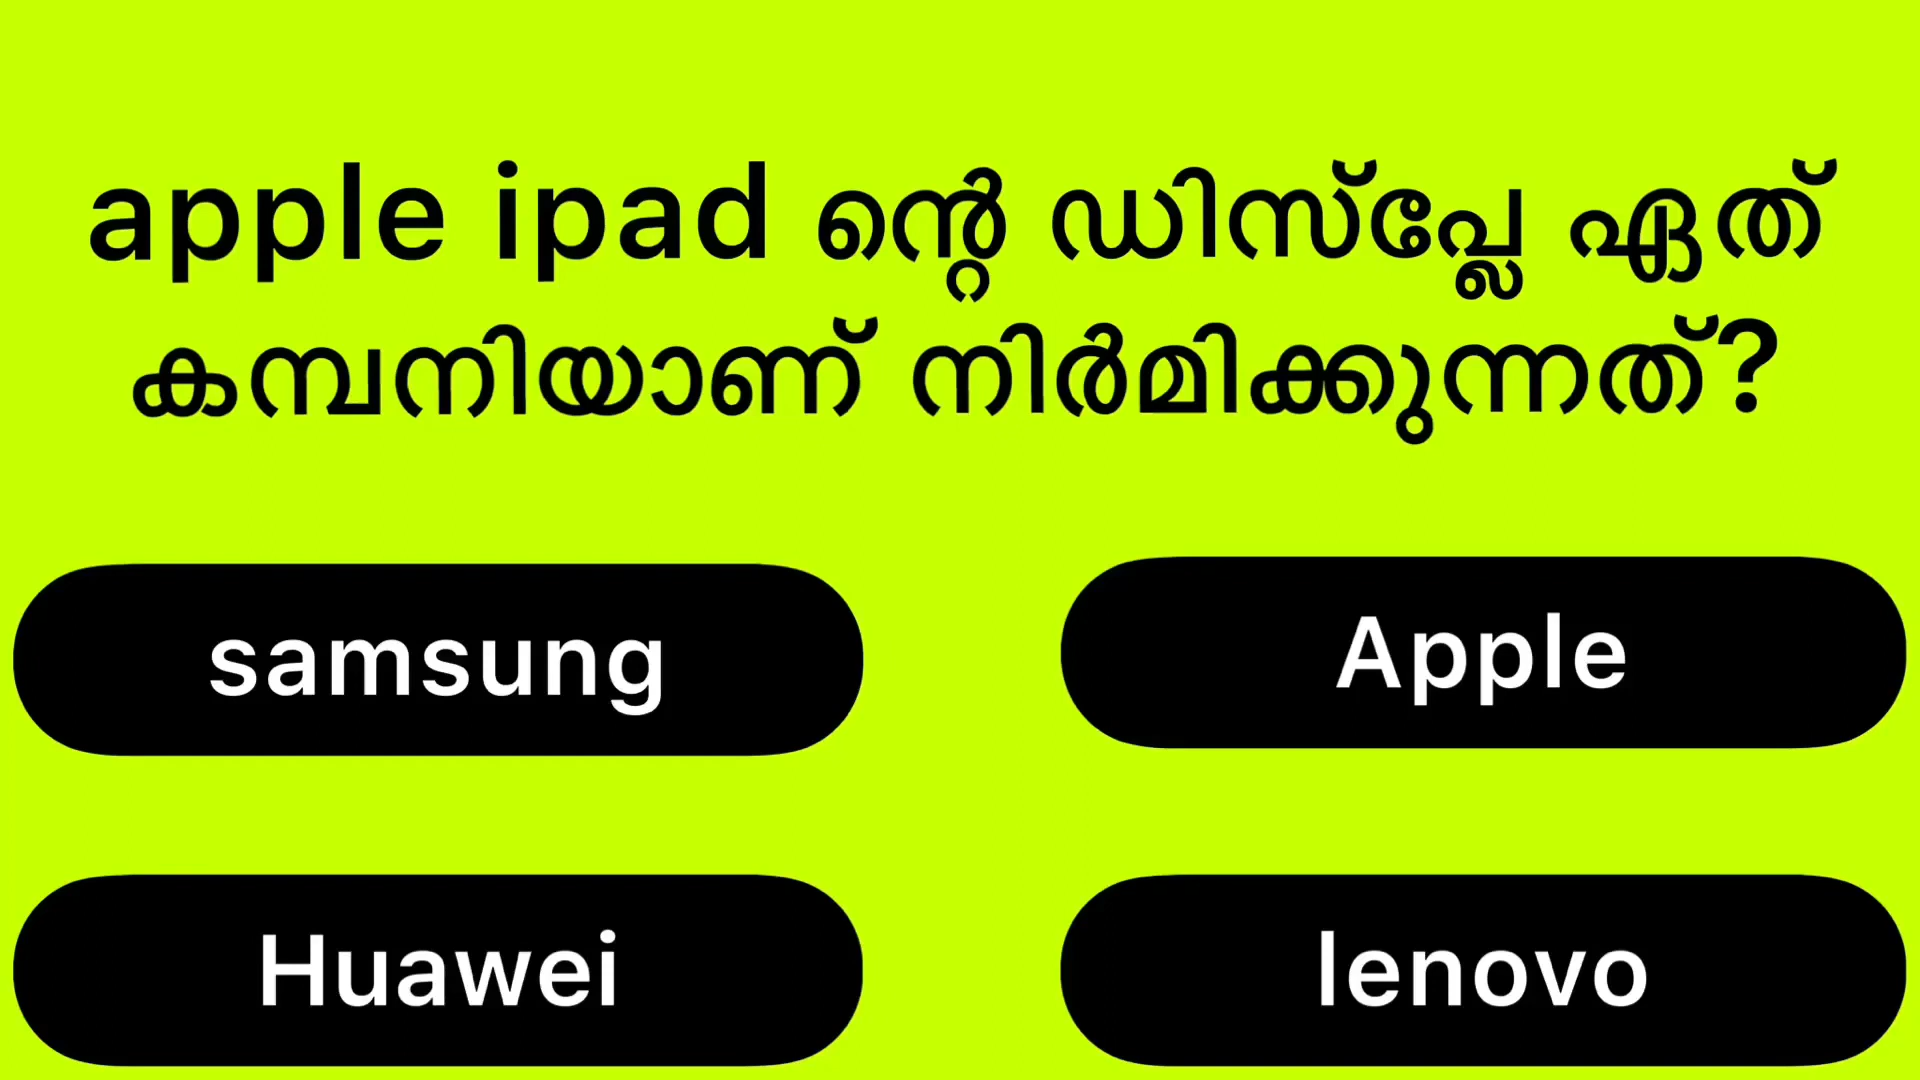 apple ipad ന്റെ ഡിസ്പ്ലേ ഏത്
കമ്പനിയാണ് നിർമിക്കുന്നത്?
samsung
Apple
Huawei
lenovo